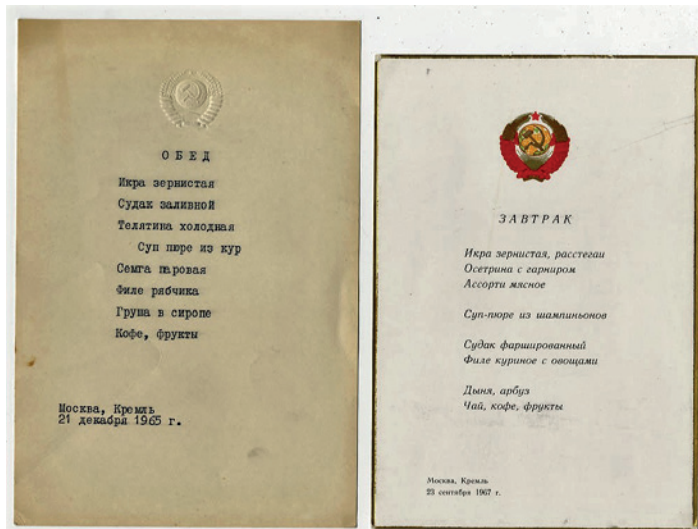 ОБЕД
Икра зернистая
Судак заливной
Телятина холодная
Суп пюре из кур
Семга паровая
Филе рябчика
Груша в сиропе
Кофе, фрукты
Москва, Кремль
21 декабря 1965 г.
ЗАВТРАК
Икра зернистая, расстегаи
Осетрина с гарниром
Ассорти мясное
Суп-пюре из шампиньонов
Судак фаршированный
Филе куриное с овощами
Дыня, арбуз
Чай, кофе, фрукты
Москва, Кремль
23 сентября 1967 г.